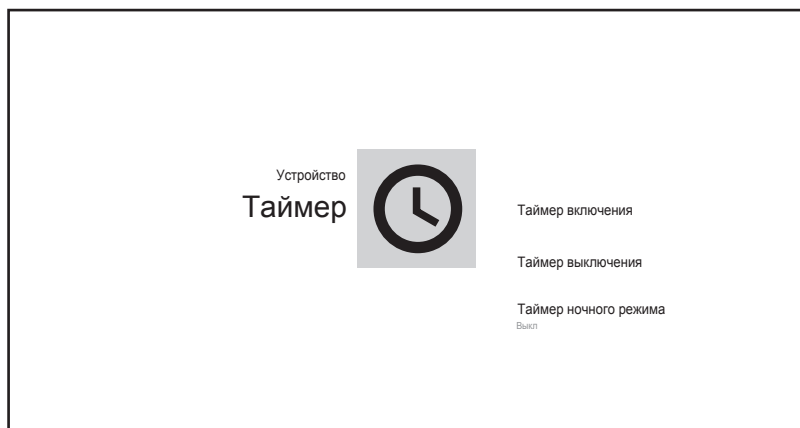 Устройство
Таймер
Таймер включения
Таймер выключения
Таймер ночного режима
Выкл